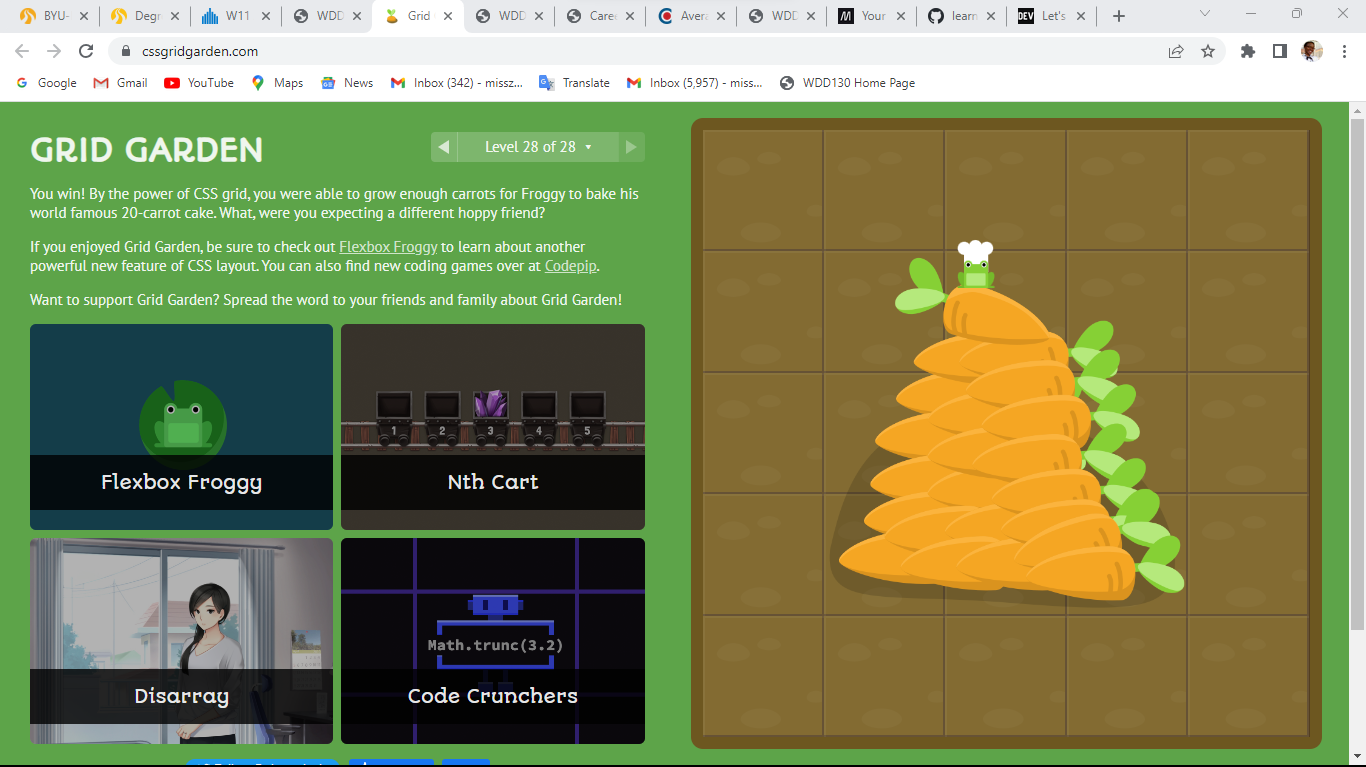 BYU-
Degr
W11
WDD
Grid
WDD
Care
Avera
WDD
Your
learn
Let's
cssgridgarden.com
Google
Gmail
YouTube
Maps
News
Inbox (342) - missz...
Translate
Inbox (5,957) - miss...
WDD130 Home Page
GRID GARDEN
Level 28 of 28
You win! By the power of CSS grid, you were able to grow enough carrots for Froggy to bake his
world famous 20-carrot cake. What, were you expecting a different hoppy friend?
If you enjoyed Grid Garden, be sure to check out Flexbox Froggy to learn about another
powerful new feature of CSS layout. You can also find new coding games over at Codepip.
Want to support Grid Garden? Spread the word to your friends and family about Grid Garden!
Flexbox Froggy
1 2 3 4 5
Nth Cart
Disarray
Math.trunc(3.2)
Code Crunchers